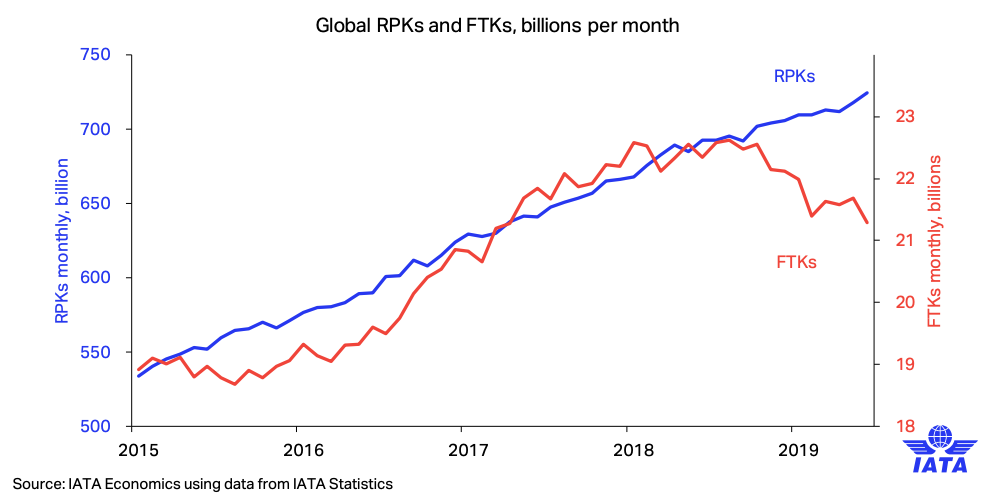 Global RPKs and FTKs, billions per month
RPKs monthly, billion
750
700
650
600
550
500
RPKs
FTKs
23
22
21
20
19
18
FTKs monthly, billions
2015
2016
2017
2018
2019
IATA
Source: IATA Economics using data from IATA Statistics